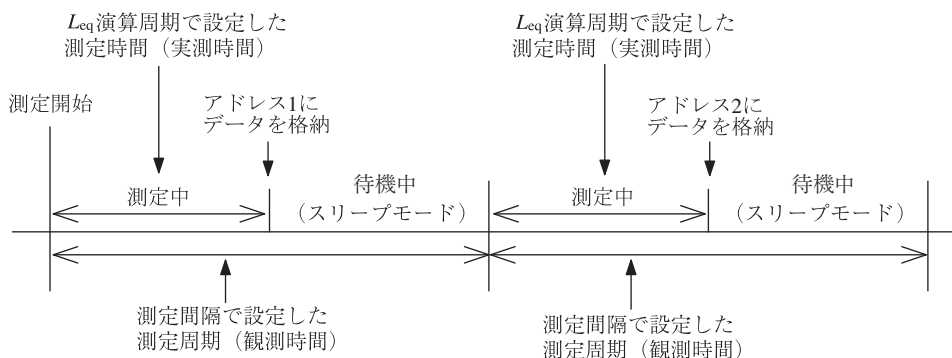 Leq演算周期で設定した
測定時間（実測時間）
測定開始
アドレス1に
データを格納
測定中
待機中
（スリープモード）
測定間隔で設定した
測定周期（観測時間）
Leq演算周期で設定した
測定時間（実測時間）
アドレス2に
データを格納
測定中
待機中
（スリープモード）
測定間隔で設定した
測定周期（観測時間）